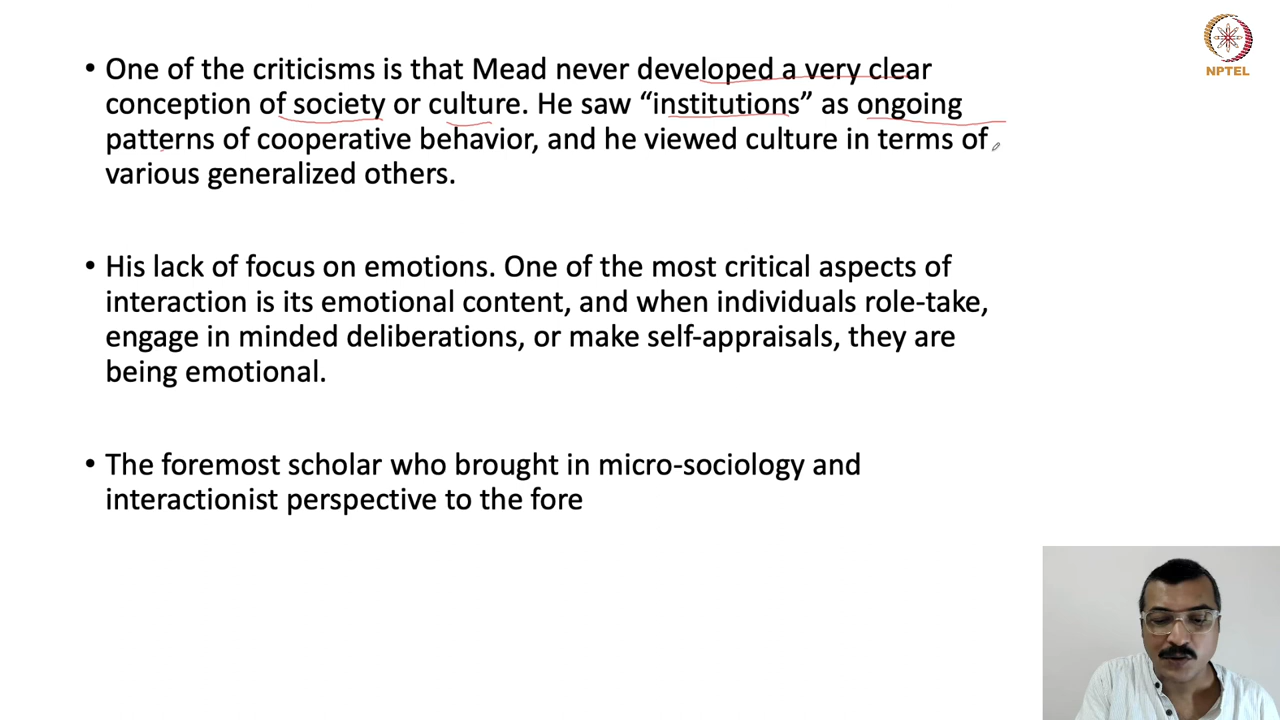 NPTEL
• One of the criticisms is that Mead never developed a very clear
conception of society or culture. He saw “institutions” as ongoing
patterns of cooperative behavior, and he viewed culture in terms of
various generalized others.
• His lack of focus on emotions. One of the most critical aspects of
interaction is its emotional content, and when individuals role-take,
engage in minded deliberations, or make self-appraisals, they are
being emotional.
• The foremost scholar who brought in micro-sociology and
interactionist perspective to the fore